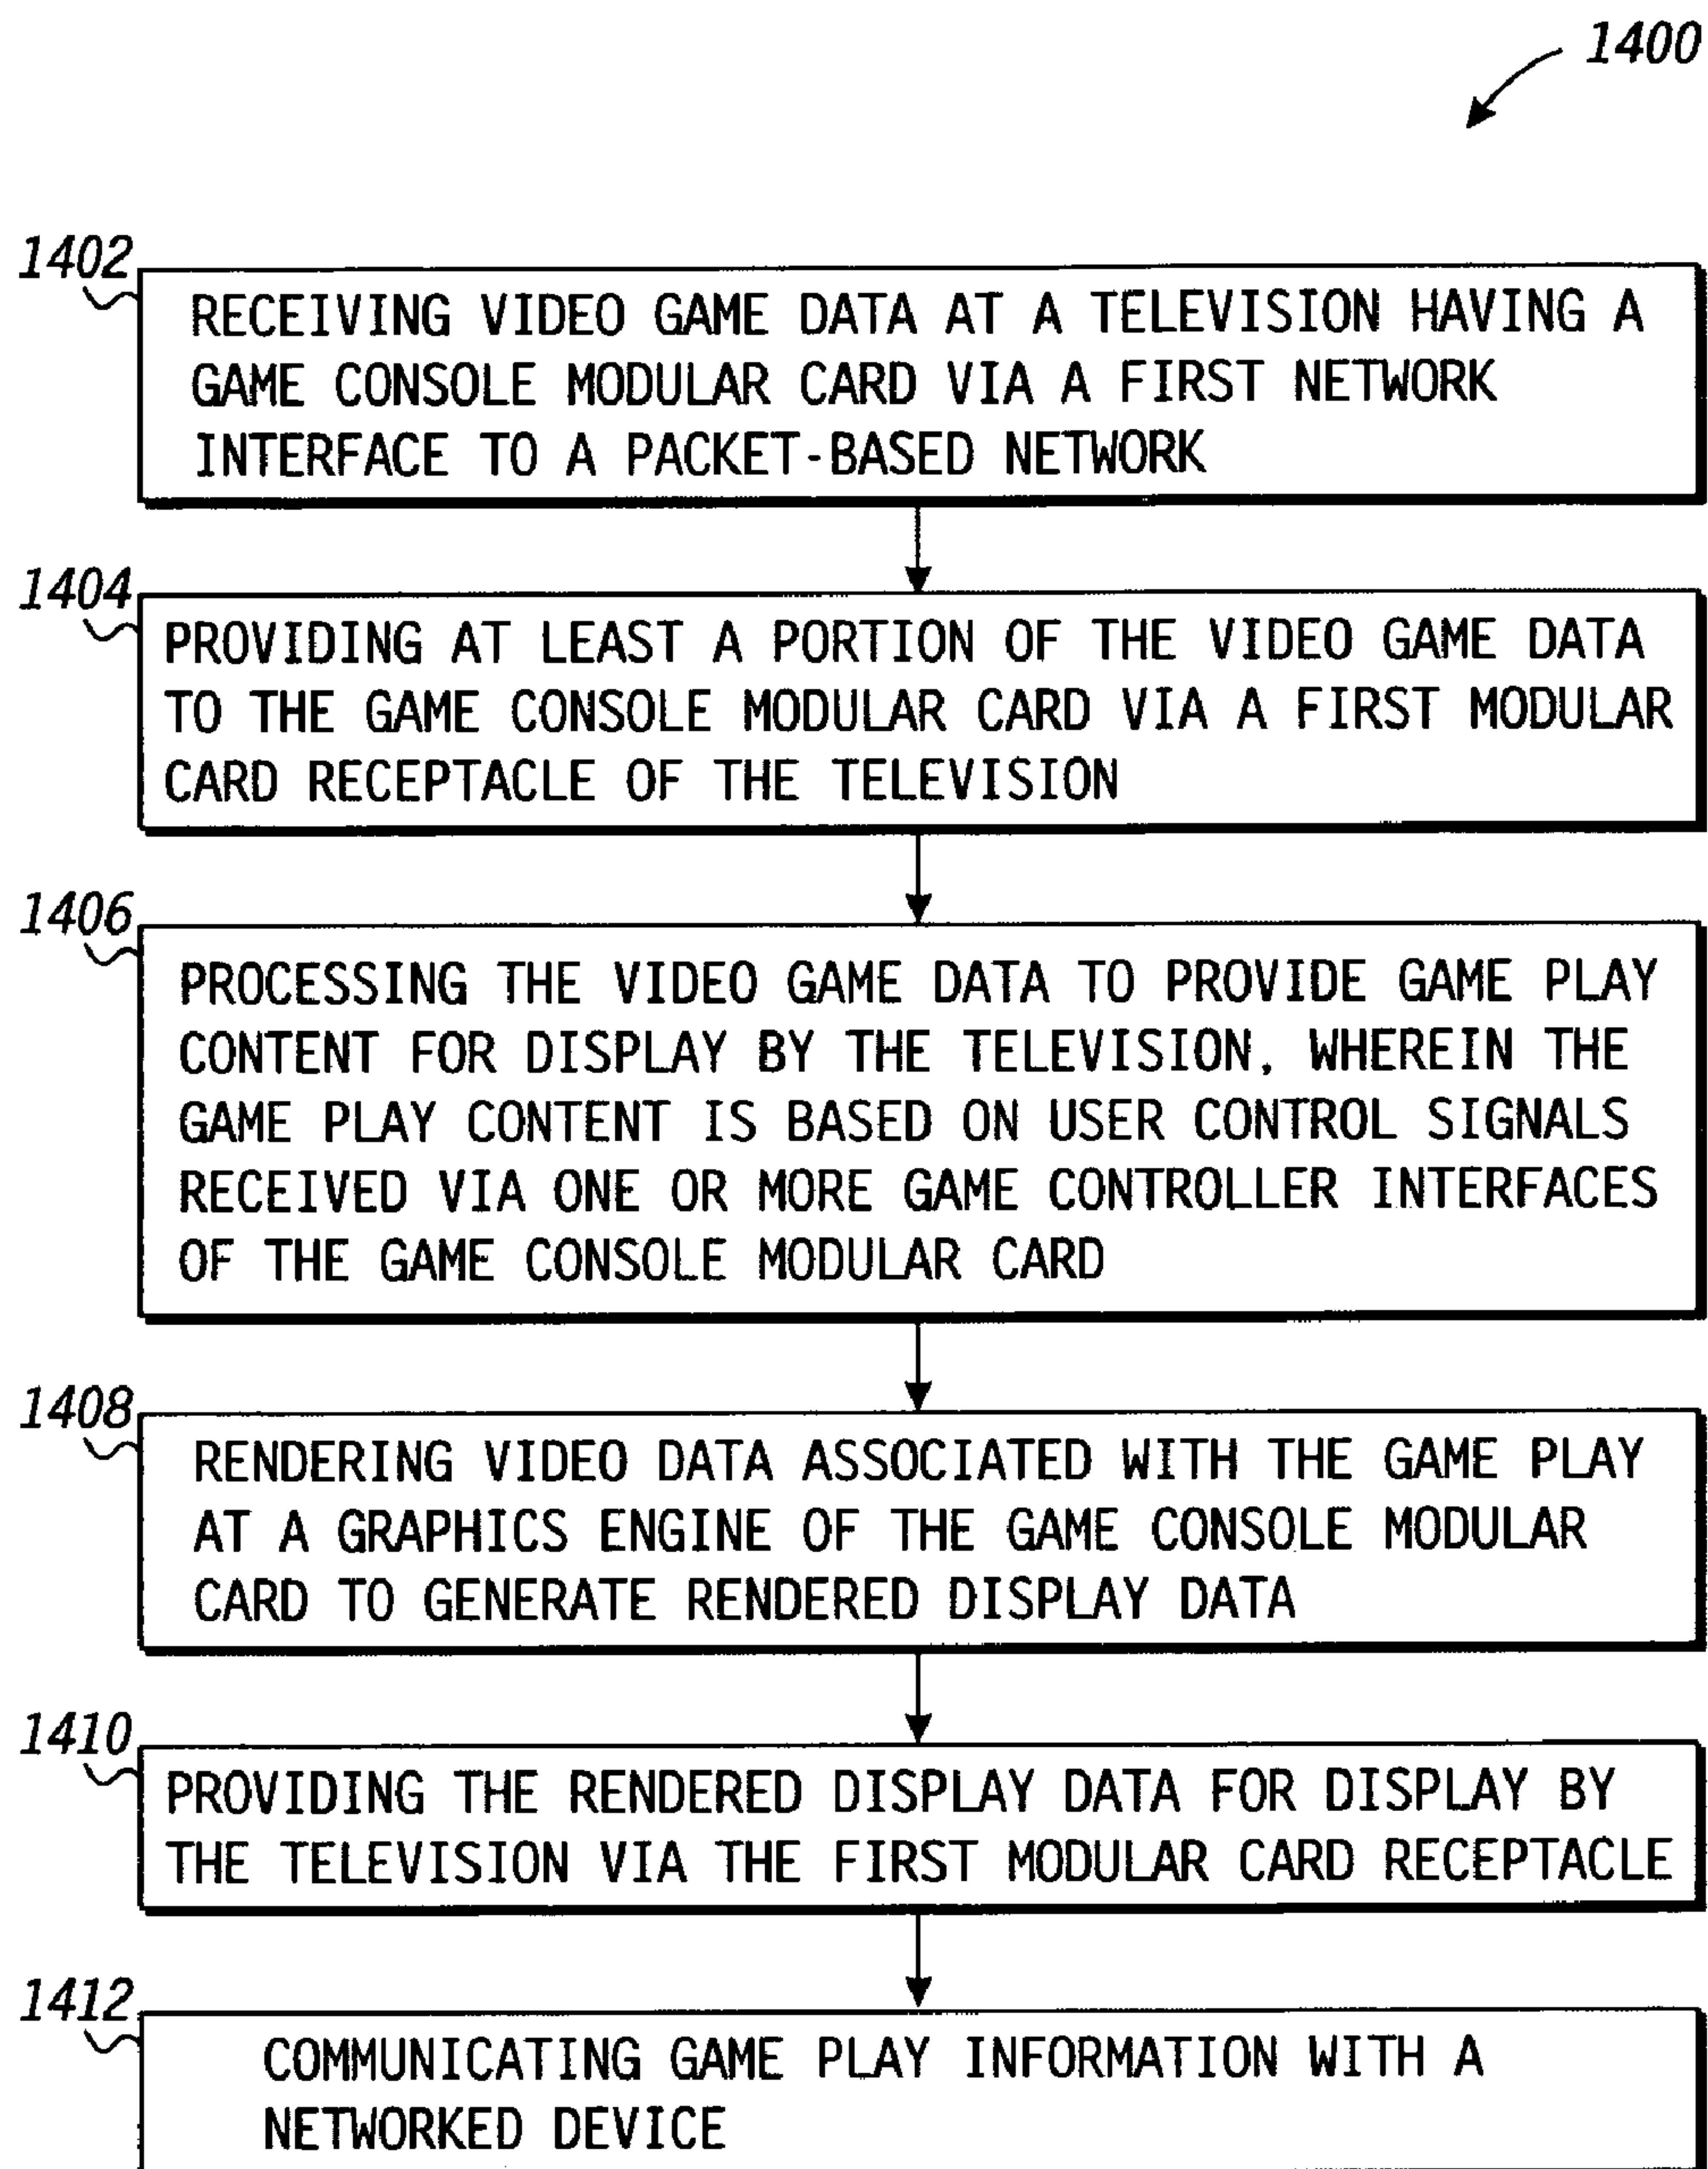 1400
1402
RECEIVING VIDEO GAME DATA AT A TELEVISION HAVING A
GAME CONSOLE MODULAR CARD VIA A FIRST NETWORK
INTERFACE TO A PACKET-BASED NETWORK
1404
PROVIDING AT LEAST A PORTION OF THE VIDEO GAME DATA
TO THE GAME CONSOLE MODULAR CARD VIA A FIRST MODULAR
CARD RECEPTACLE OF THE TELEVISION
1406
PROCESSING THE VIDEO GAME DATA TO PROVIDE GAME PLAY
CONTENT FOR DISPLAY BY THE TELEVISION, WHEREIN THE
GAME PLAY CONTENT IS BASED ON USER CONTROL SIGNALS
RECEIVED VIA ONE OR MORE GAME CONTROLLER INTERFACES
OF THE GAME CONSOLE MODULAR CARD
1408
RENDERING VIDEO DATA ASSOCIATED WITH THE GAME PLAY
AT A GRAPHICS ENGINE OF THE GAME CONSOLE MODULAR
CARD TO GENERATE RENDERED DISPLAY DATA
1410
PROVIDING THE RENDERED DISPLAY DATA FOR DISPLAY BY
THE TELEVISION VIA THE FIRST MODULAR CARD RECEPTACLE
1412
COMMUNICATING GAME PLAY INFORMATION WITH A
NETWORKED DEVICE